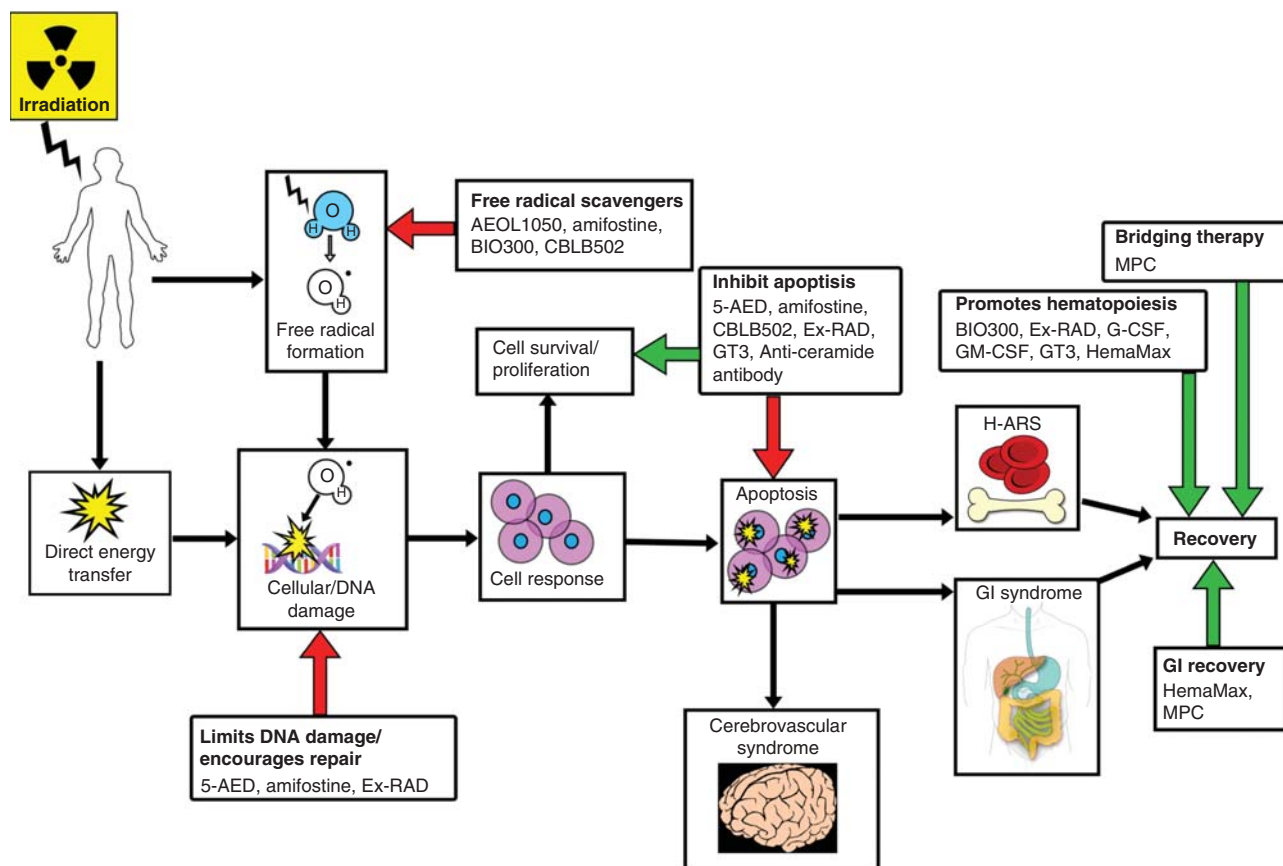 Irradiation
O
H
H
O
H
Free radical
formation
Free radical scavengers
AEOL1050, amifostine,
BIO300, CBLB502
Bridging therapy
MPC
Inhibit apoptisis
5-AED, amifostine,
CBLB502, Ex-RAD,
GT3, Anti-ceramide
antibody
Promotes hematopoiesis
BIO300, Ex-RAD, G-CSF,
GM-CSF, GT3, HemaMax
Cell survival/
proliferation
Direct energy
transfer
O
H
Cellular/DNA
damage
Cell response
Apoptosis
H-ARS
Recovery
GI syndrome
GI recovery
HemaMax,
MPC
Limits DNA damage/
encourages repair
5-AED, amifostine, Ex-RAD
Cerebrovascular
syndrome